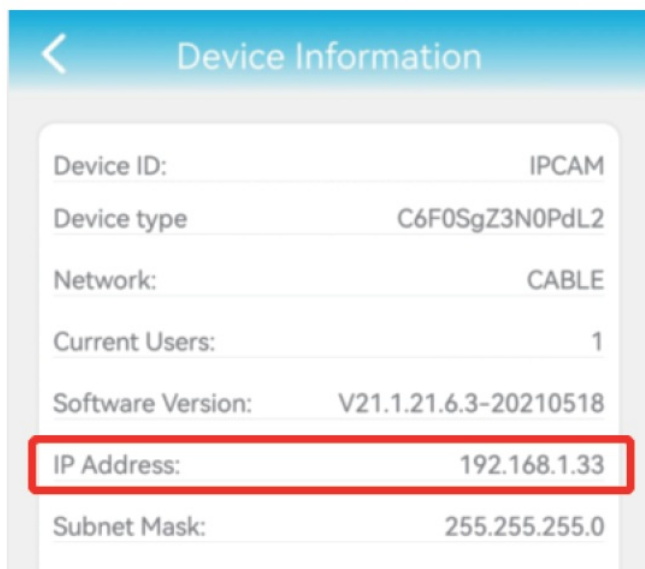 Device Information
Device ID: IPCAM
Device type C6F0SgZ3N0PdL2
Network: CABLE
Current Users: 1
Software Version: V21.1.21.6.3-20210518
IP Address: 192.168.1.33
Subnet Mask: 255.255.255.0